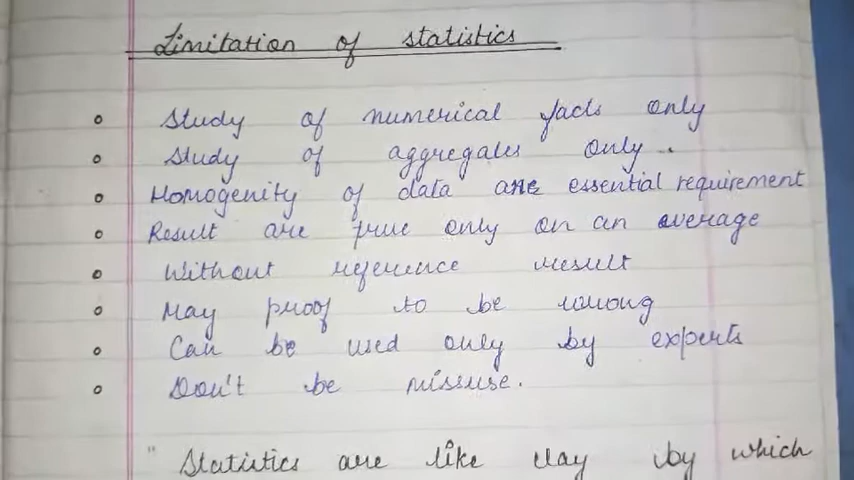 Limitation of statistics
Study of numerical facts only
Study of aggregates only.
Homogenity of data are essential requirement
Result are true only on an average
Without reference result
May proof to be wrong
Can be used only by experts
Don't be missuse.
"Statistics are like clay by which